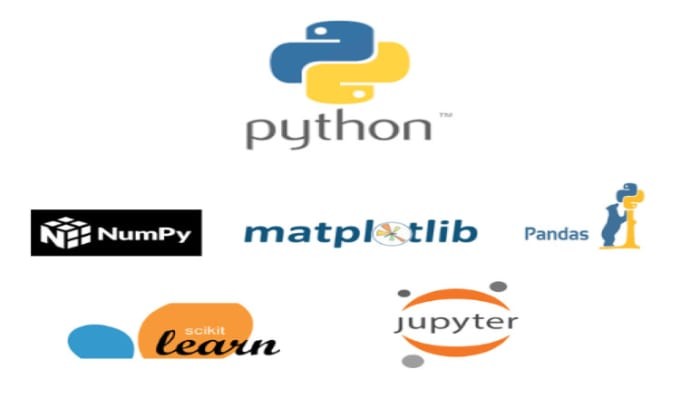 python™
NumPy
matplotlib
Pandas
scikit
learn
jupyter